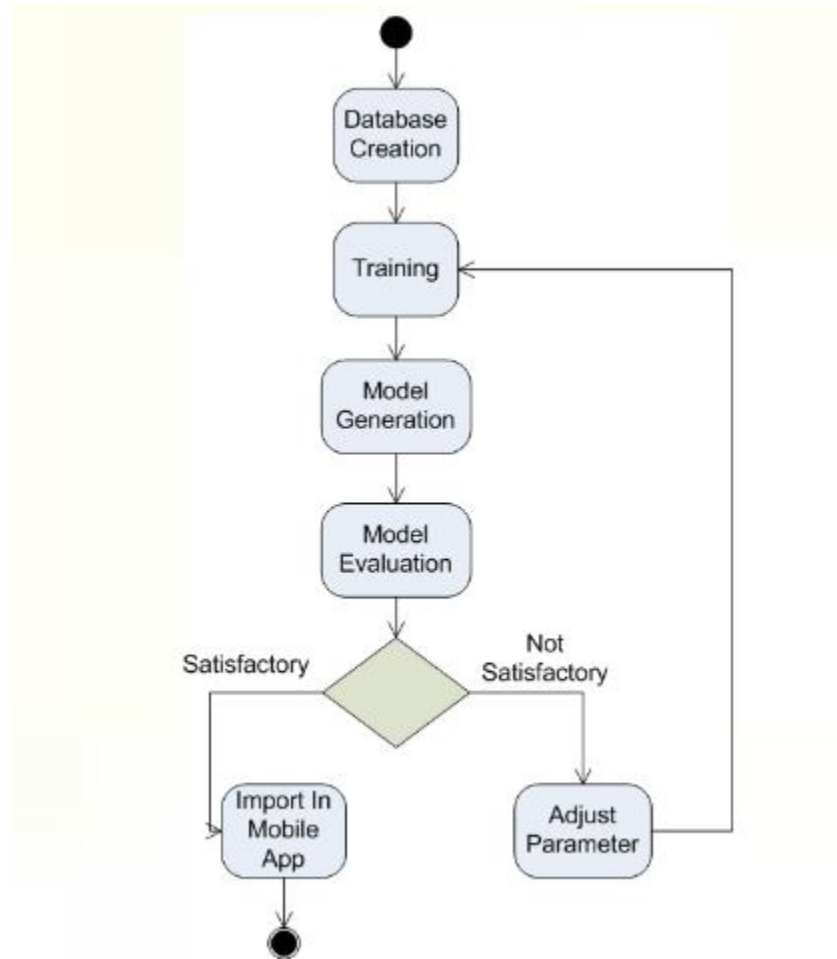 Database
Creation
Training
Model
Generation
Model
Evaluation
Satisfactory
Not
Satisfactory
Import In
Mobile
App
Adjust
Parameter